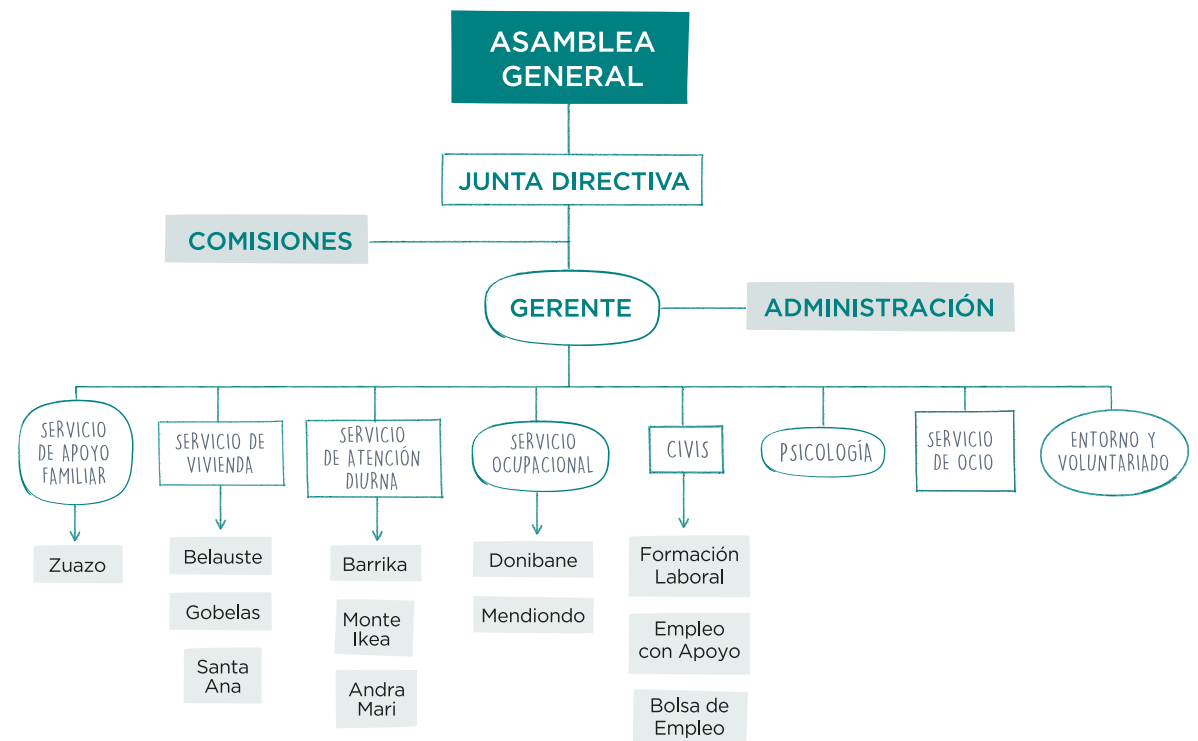 ASAMBLEA
GENERAL
JUNTA DIRECTIVA
COMISIONES
GERENTE
ADMINISTRACIÓN
SERVICIO
DE APOYO
FAMILIAR
SERVICIO DE
VIVIENDA
SERVICIO
DE ATENCIÓN
DIURNA
SERVICIO
OCUPACIONAL
CIVIS
PSICOLOGÍA
SERVICIO
DE OCIO
ENTORNO Y
VOLUNTARIADO
Zuazo
Belauste
Gobelas
Santa
Ana
Barrika
Monte
Ikea
Andra
Mari
Donibane
Mendiondo
Formación
Laboral
Empleo
con Apoyo
Bolsa de
Empleo